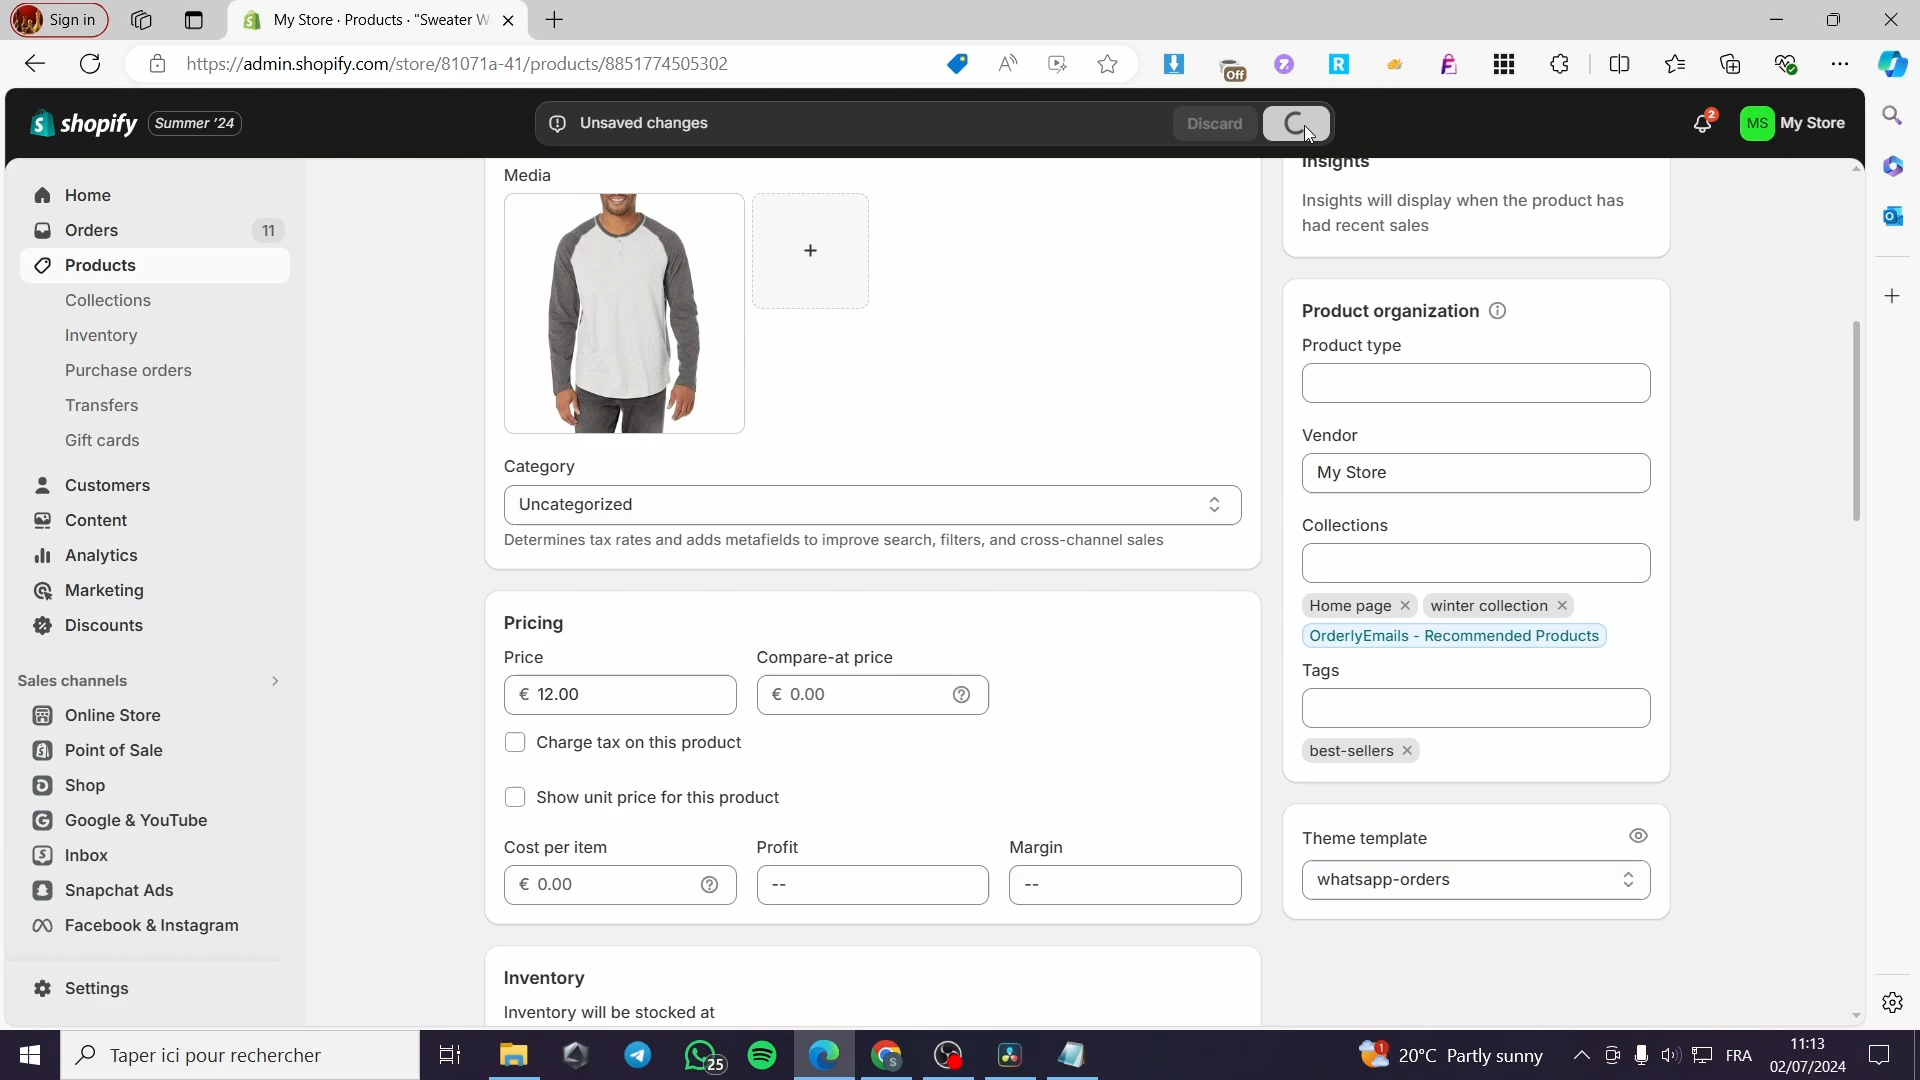 Sign in
My Store · Products · "Sweater W
https://admin.shopify.com/store/81071a-41/products/8851774505302
Off
shopify
Summer '24
Unsaved changes
Discard
2
MS
My Store
Home
Orders
11
Products
Collections
Inventory
Purchase orders
Transfers
Gift cards
Customers
Content
Analytics
Marketing
Discounts
Sales channels
Online Store
Point of Sale
Shop
Google & YouTube
Inbox
Snapchat Ads
Facebook & Instagram
Settings
Media
Category
Uncategorized
Determines tax rates and adds metafields to improve search, filters, and cross-channel sales
Pricing
Price
Compare-at price
€ 12.00
€ 0.00
Charge tax on this product
Show unit price for this product
Cost per item
Profit
Margin
€ 0.00
--
--
Inventory
Inventory will be stocked at
Insights
Insights will display when the product has
had recent sales
Product organization
Product type
Vendor
My Store
Collections
Home page
winter collection
OrderlyEmails - Recommended Products
Tags
best-sellers
Theme template
whatsapp-orders
Taper ici pour rechercher
25
1
20°C Partly sunny
FRA
11:13
02/07/2024